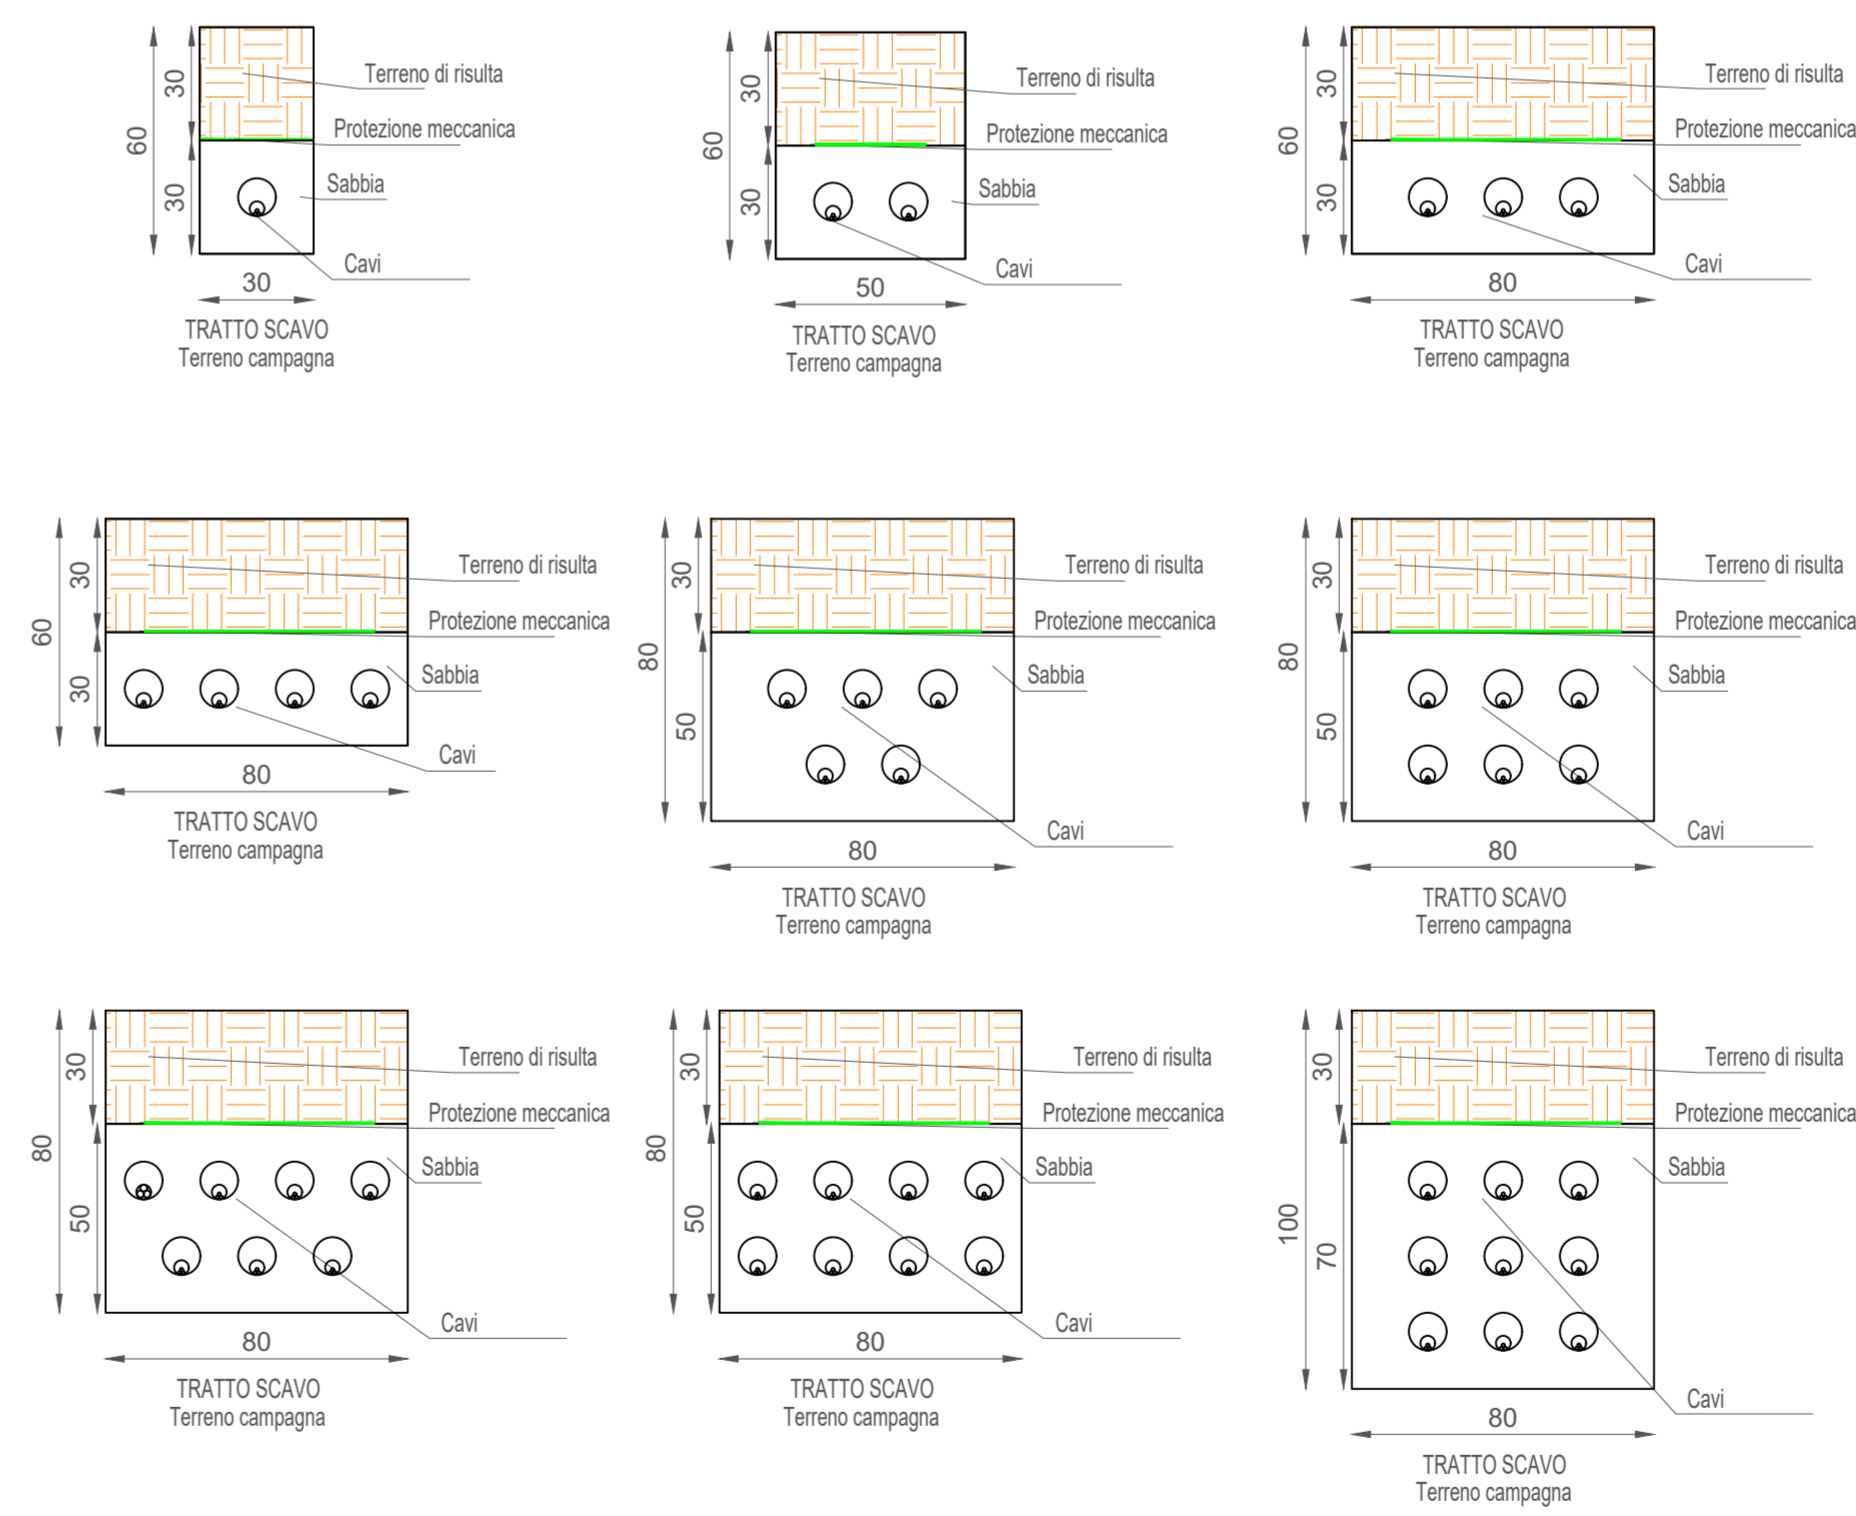 30
60
30
Terreno di risulta
Protezione meccanica
Sabbia
Cavi
30
TRATTO SCAVO
Terreno campagna
30
60
30
Terreno di risulta
Protezione meccanica
Sabbia
Cavi
50
TRATTO SCAVO
Terreno campagna
30
60
30
Terreno di risulta
Protezione meccanica
Sabbia
Cavi
80
TRATTO SCAVO
Terreno campagna
30
60
30
Terreno di risulta
Protezione meccanica
Sabbia
Cavi
80
TRATTO SCAVO
Terreno campagna
30
80
50
Terreno di risulta
Protezione meccanica
Sabbia
Cavi
80
TRATTO SCAVO
Terreno campagna
30
80
50
Terreno di risulta
Protezione meccanica
Sabbia
Cavi
80
TRATTO SCAVO
Terreno campagna
30
80
50
Terreno di risulta
Protezione meccanica
Sabbia
Cavi
80
TRATTO SCAVO
Terreno campagna
30
80
50
Terreno di risulta
Protezione meccanica
Sabbia
Cavi
80
TRATTO SCAVO
Terreno campagna
30
100
70
Terreno di risulta
Protezione meccanica
Sabbia
Cavi
80
TRATTO SCAVO
Terreno campagna